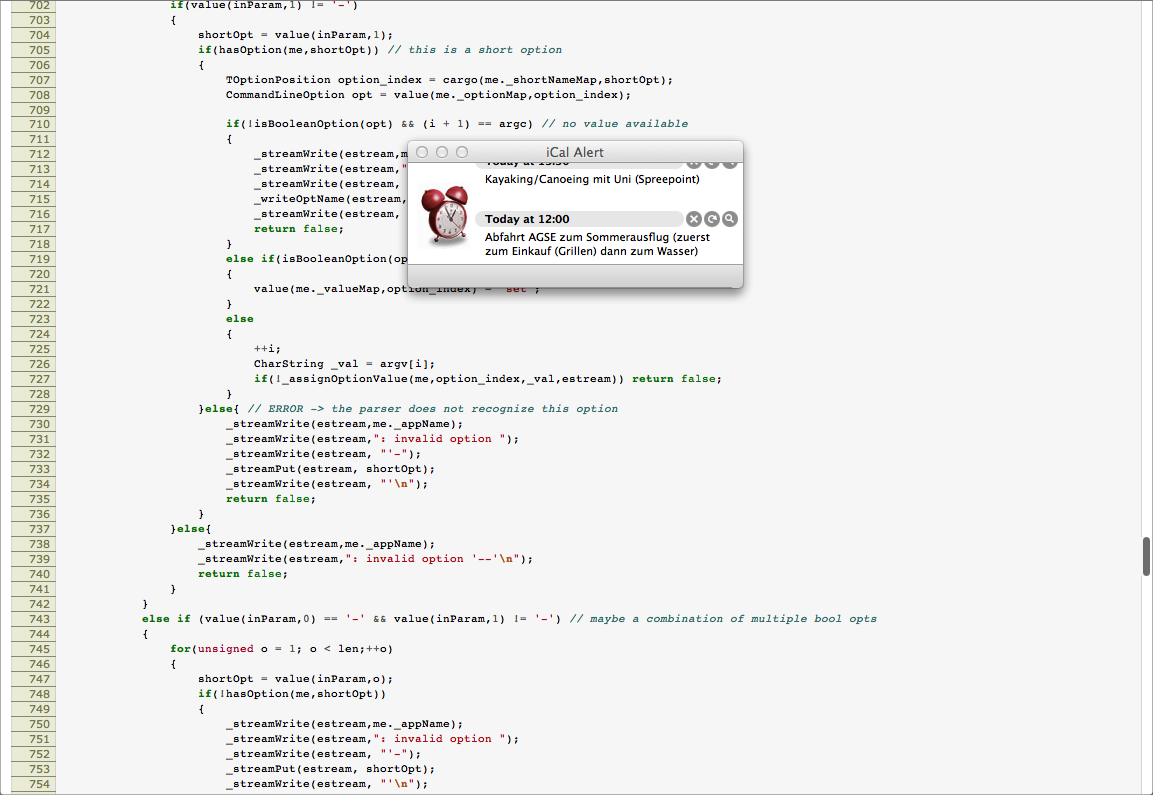 702 if(value(inParam,1) != '-')
703 {
704 shortOpt = value(inParam,1);
705 if(hasOption(me,shortOpt)) // this is a short option
706 {
707 TOptionPosition option_index = cargo(me._shortNameMap,shortOpt);
708 CommandLineOption opt = value(me._optionMap,option_index);
709
710 if(!isBooleanOption(opt) && (i + 1) == argc) // no value available
711 {
712 _streamWrite(estream,m
713 _streamWrite(estream,"
714 _streamWrite(estream,
715 _writeOptName(estream,
716 _streamWrite(estream,
717 return false;
718 }
719 else if(isBooleanOption(op
720 {
721 value(me._valueMap,option_index) = "set";
722 }
723 else
724 {
725 ++i;
726 CharString _val = argv[i];
727 if(!_assignOptionValue(me,option_index,_val,estream)) return false;
728 }
729 }else{ // ERROR -> the parser does not recognize this option
730 _streamWrite(estream,me._appName);
731 _streamWrite(estream,": invalid option ");
732 _streamWrite(estream, "'-");
733 _streamPut(estream, shortOpt);
734 _streamWrite(estream, "'\n");
735 return false;
736 }
737 }else{
738 _streamWrite(estream,me._appName);
739 _streamWrite(estream,": invalid option '--'\n");
740 return false;
741 }
742 }
743 else if (value(inParam,0) == '-' && value(inParam,1) != '-') // maybe a combination of multiple bool opts
744 {
745 for(unsigned o = 1; o < len;++o)
746 {
747 shortOpt = value(inParam,o);
748 if(!hasOption(me,shortOpt))
749 {
750 _streamWrite(estream,me._appName);
751 _streamWrite(estream,": invalid option ");
752 _streamWrite(estream, "'-");
753 _streamPut(estream, shortOpt);
754 _streamWrite(estream, "'\n");
iCal Alert
Today at
Kayaking/Canoeing mit Uni (Spreepoint)
Today at 12:00
Abfahrt AGSE zum Sommerausflug (zuerst
zum Einkauf (Grillen) dann zum Wasser)